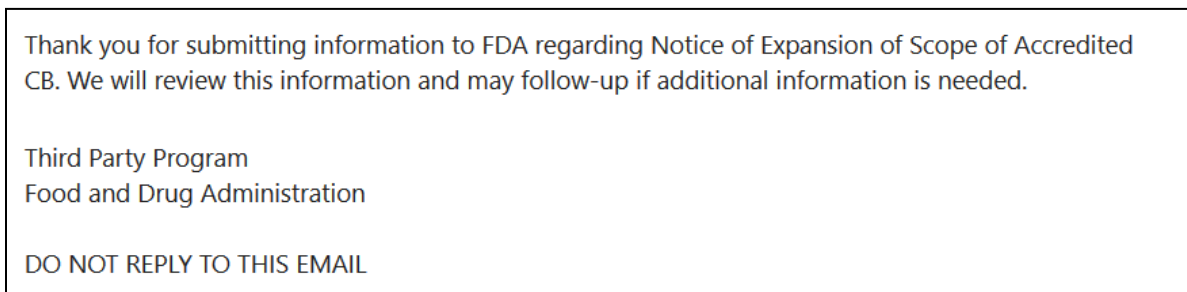 Thank you for submitting information to FDA regarding Notice of Expansion of Scope of Accredited
CB. We will review this information and may follow-up if additional information is needed.
Third Party Program
Food and Drug Administration
DO NOT REPLY TO THIS EMAIL